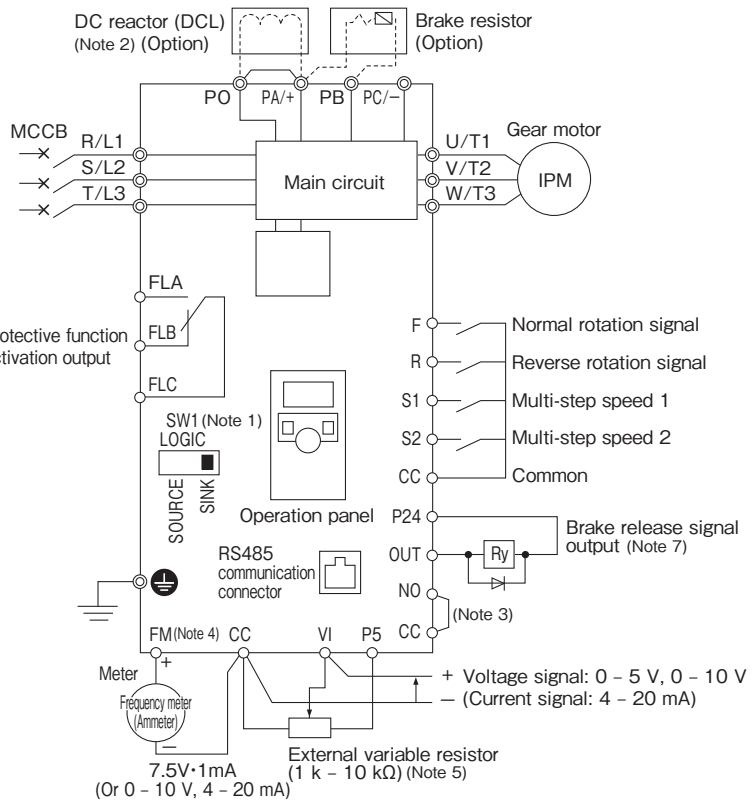 DC reactor (DCL)
(Note 2) (Option)
Brake resistor
(Option)
PO
PA/+
PB
PC/−
MCCB
R/L1
S/L2
T/L3
Main circuit
U/T1
V/T2
W/T3
Gear motor
IPM
FLA
FLB
FLC
otective function
ctivation output
SW1(Note 1)
LOGIC
SOURCE
SINK
Operation panel
RS485
communication
connector
F
Normal rotation signal
R
Reverse rotation signal
S1
Multi-step speed 1
S2
Multi-step speed 2
CC
Common
P24
OUT
Ry
Brake release signal
output (Note 7)
NO
(Note 3)
CC
FM(Note 4)
CC
VI
P5
Meter
+
Frequency meter
(Ammeter)
−
7.5V･1mA
(Or 0 – 10 V, 4 – 20 mA)
External variable resistor
(1 k – 10 kΩ) (Note 5)
+ Voltage signal: 0 – 5 V, 0 – 10 V
− (Current signal: 4 – 20 mA)